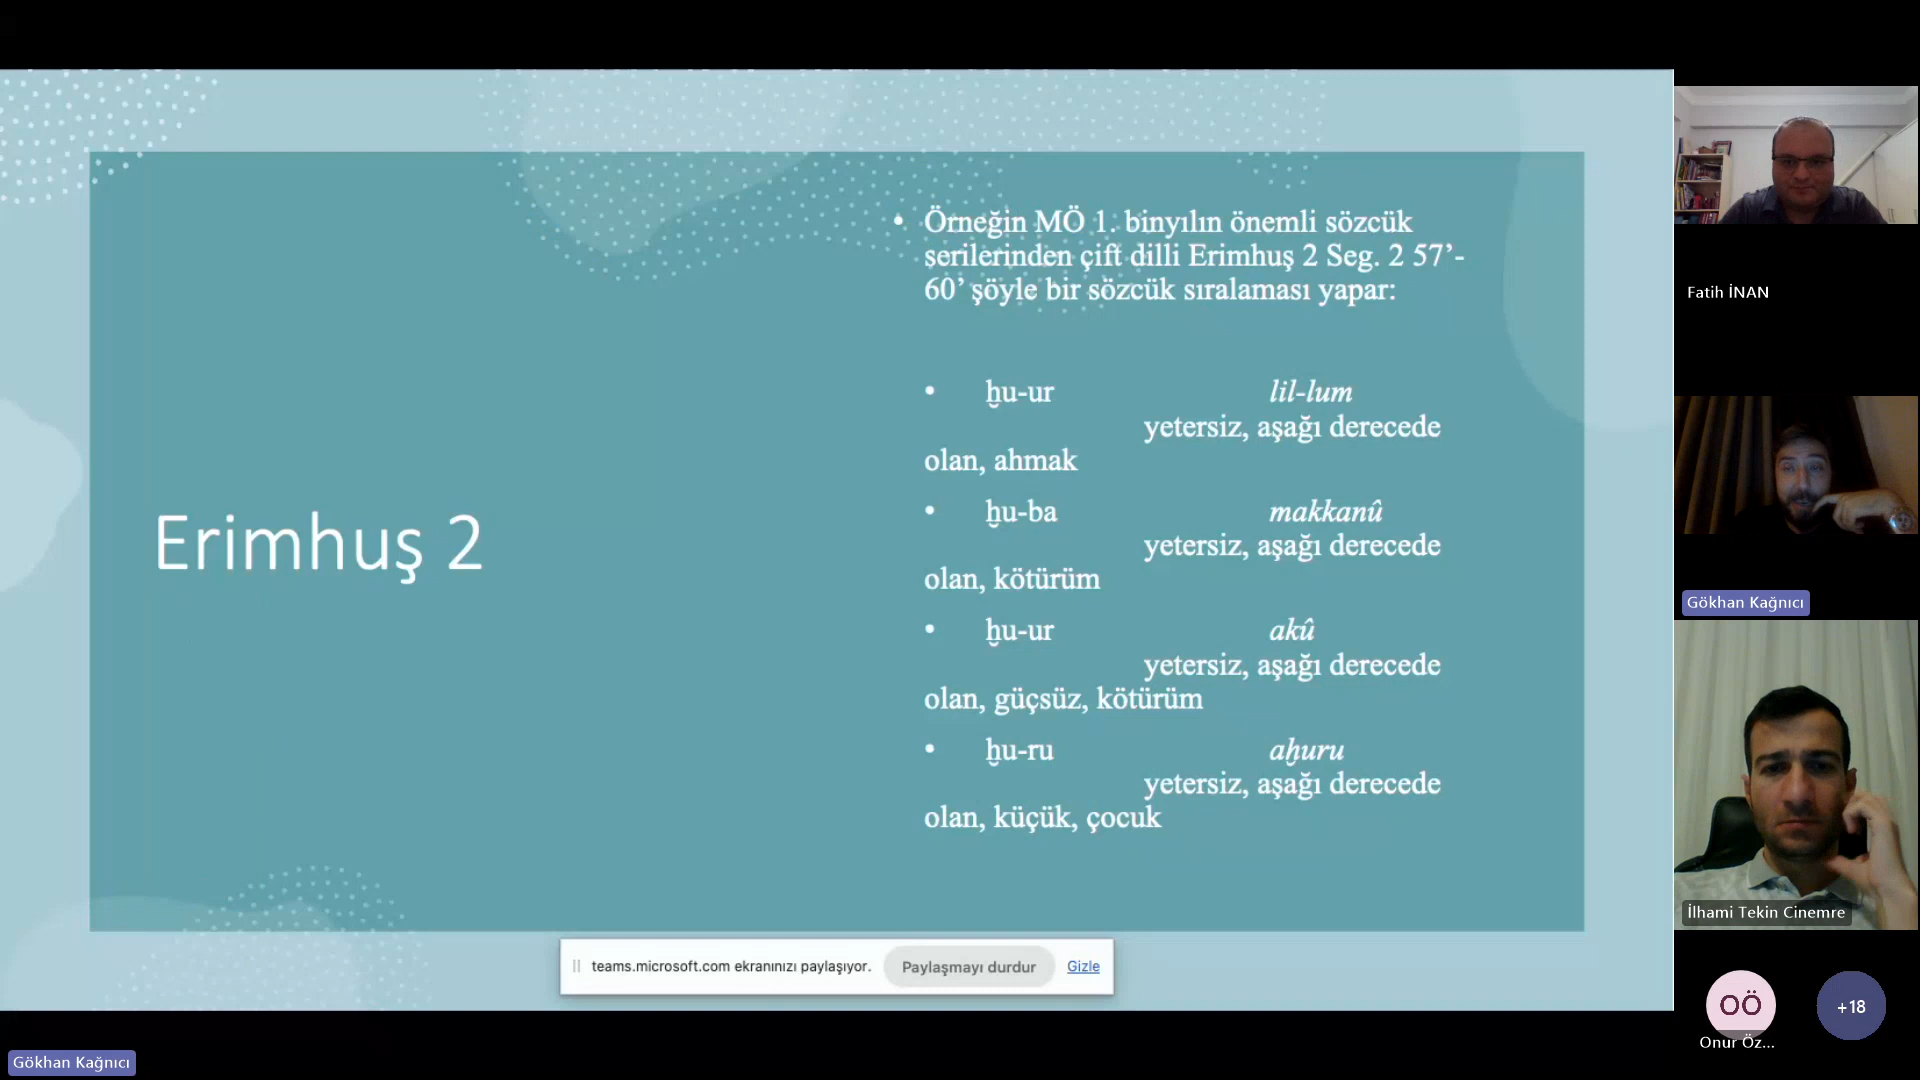 Erimhuş 2
• Örneğin MÖ 1. binyılın önemli sözcük
serilerinden çift dilli Erimhuş 2 Seg. 2 57’-
60’ şöyle bir sözcük sıralaması yapar:
• ḫu-ur lil-lum
yetersiz, aşağı derecede
olan, ahmak
• ḫu-ba makkanû
yetersiz, aşağı derecede
olan, kötürüm
• ḫu-ur akû
yetersiz, aşağı derecede
olan, güçsüz, kötürüm
• ḫu-ru aḫuru
yetersiz, aşağı derecede
olan, küçük, çocuk
teams.microsoft.com ekranınızı paylaşıyor. Paylaşmayı durdur Gizle
Gökhan Kağnıcı
Fatih İNAN
Gökhan Kağnıcı
İlhami Tekin Cinemre
OÖ
Onur Öz...
+18